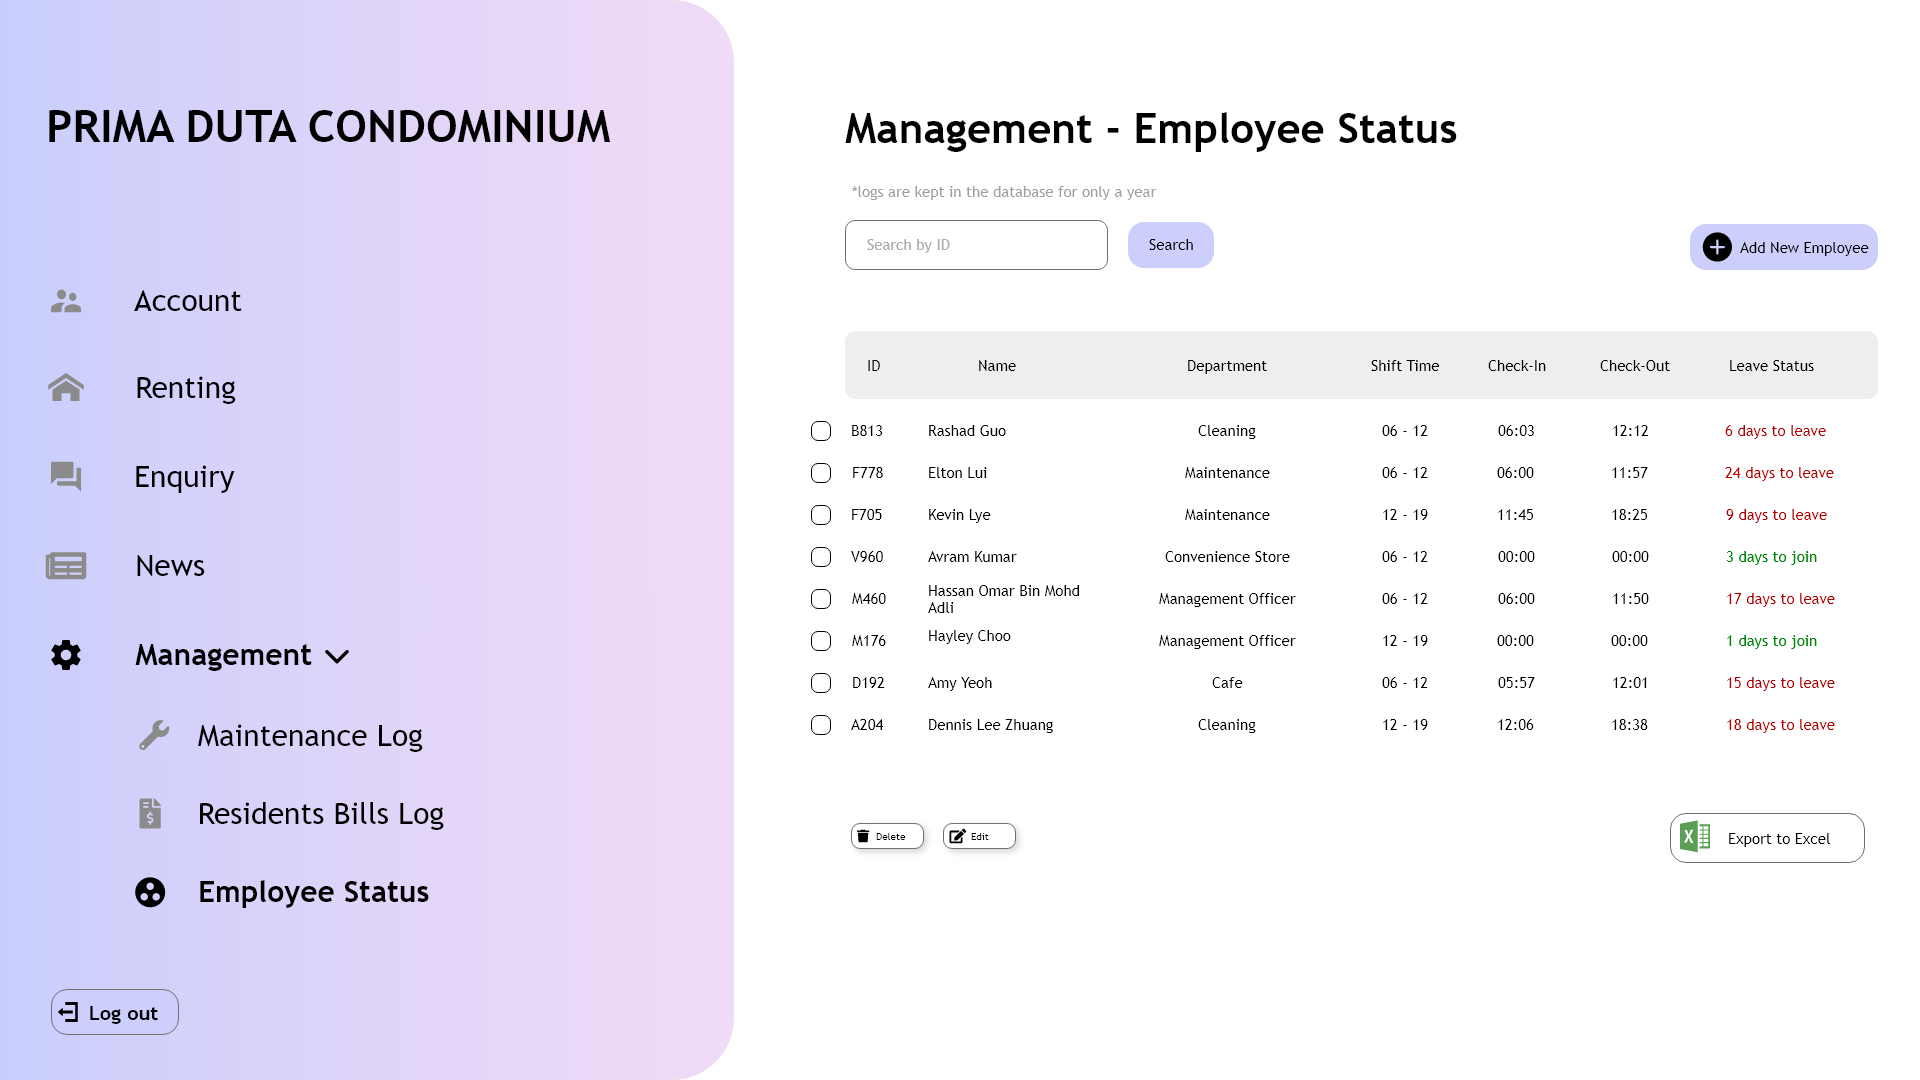 PRIMA DUTA CONDOMINIUM
Account
Renting
Enquiry
News
Management
Maintenance Log
Residents Bills Log
Employee Status
Log out
Management - Employee Status
*logs are kept in the database for only a year
Search by ID
Search
Add New Employee
ID Name Department Shift Time Check-In Check-Out Leave Status
B813 Rashad Guo Cleaning 06 - 12 06:03 12:12 6 days to leave
F778 Elton Lui Maintenance 06 - 12 06:00 11:57 24 days to leave
F705 Kevin Lye Maintenance 12 - 19 11:45 18:25 9 days to leave
V960 Avram Kumar Convenience Store 06 - 12 00:00 00:00 3 days to join
M460 Hassan Omar Bin Mohd Management Officer 06 - 12 06:00 11:50 17 days to leave
Adli
M176 Hayley Choo Management Officer 12 - 19 00:00 00:00 1 days to join
D192 Amy Yeoh Cafe 06 - 12 05:57 12:01 15 days to leave
A204 Dennis Lee Zhuang Cleaning 12 - 19 12:06 18:38 18 days to leave
Delete
Edit
X
Export to Excel